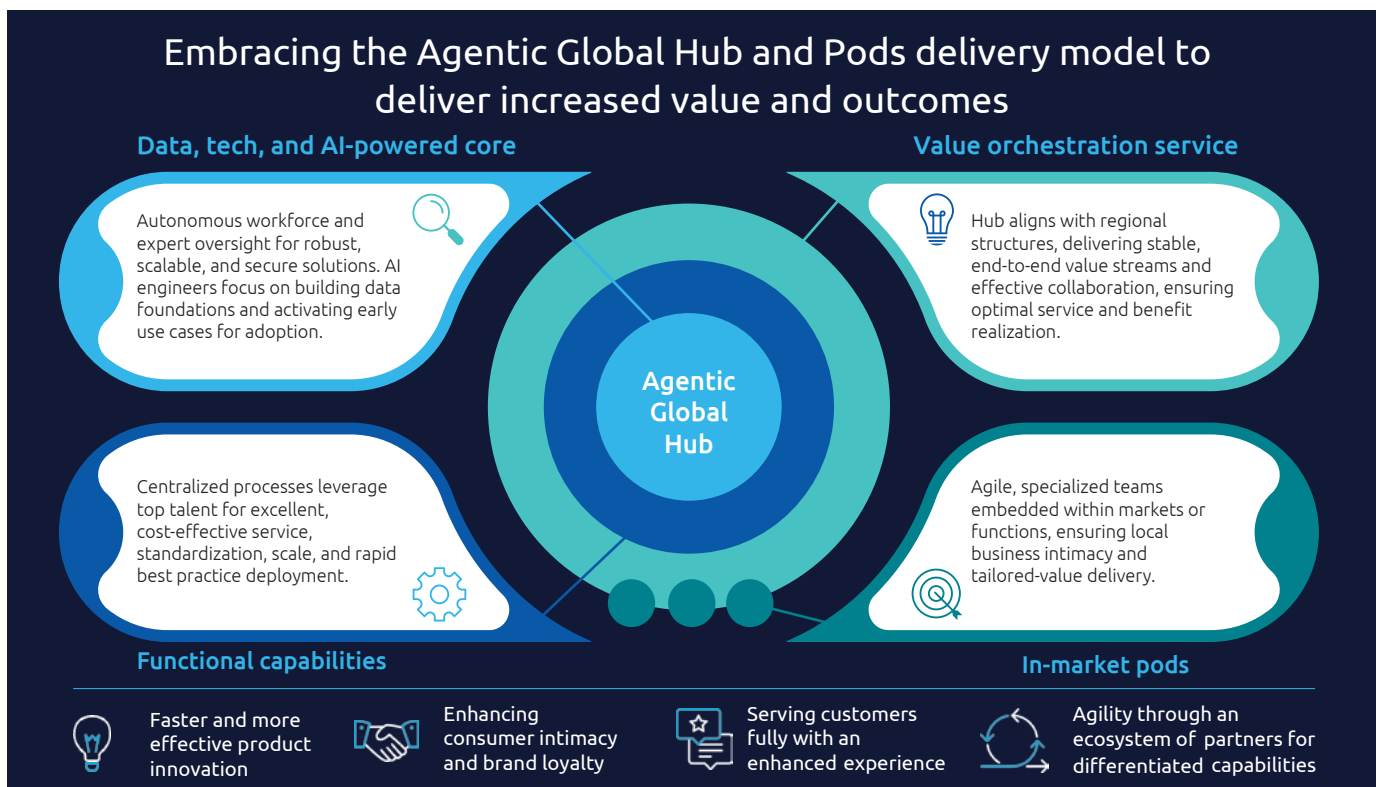 Embracing the Agentic Global Hub and Pods delivery model to
deliver increased value and outcomes
Data, tech, and AI-powered core
Autonomous workforce and
expert oversight for robust,
scalable, and secure solutions. AI
engineers focus on building data
foundations and activating early
use cases for adoption.
Value orchestration service
Hub aligns with regional
structures, delivering stable,
end-to-end value streams and
effective collaboration, ensuring
optimal service and benefit
realization.
Agentic
Global
Hub
Centralized processes leverage
top talent for excellent,
cost-effective service,
standardization, scale, and rapid
best practice deployment.
Functional capabilities
Agile, specialized teams
embedded within markets or
functions, ensuring local
business intimacy and
tailored-value delivery.
In-market pods
Faster and more
effective product
innovation
Enhancing
consumer intimacy
and brand loyalty
Serving customers
fully with an
enhanced experience
Agility through an
ecosystem of partners for
differentiated capabilities